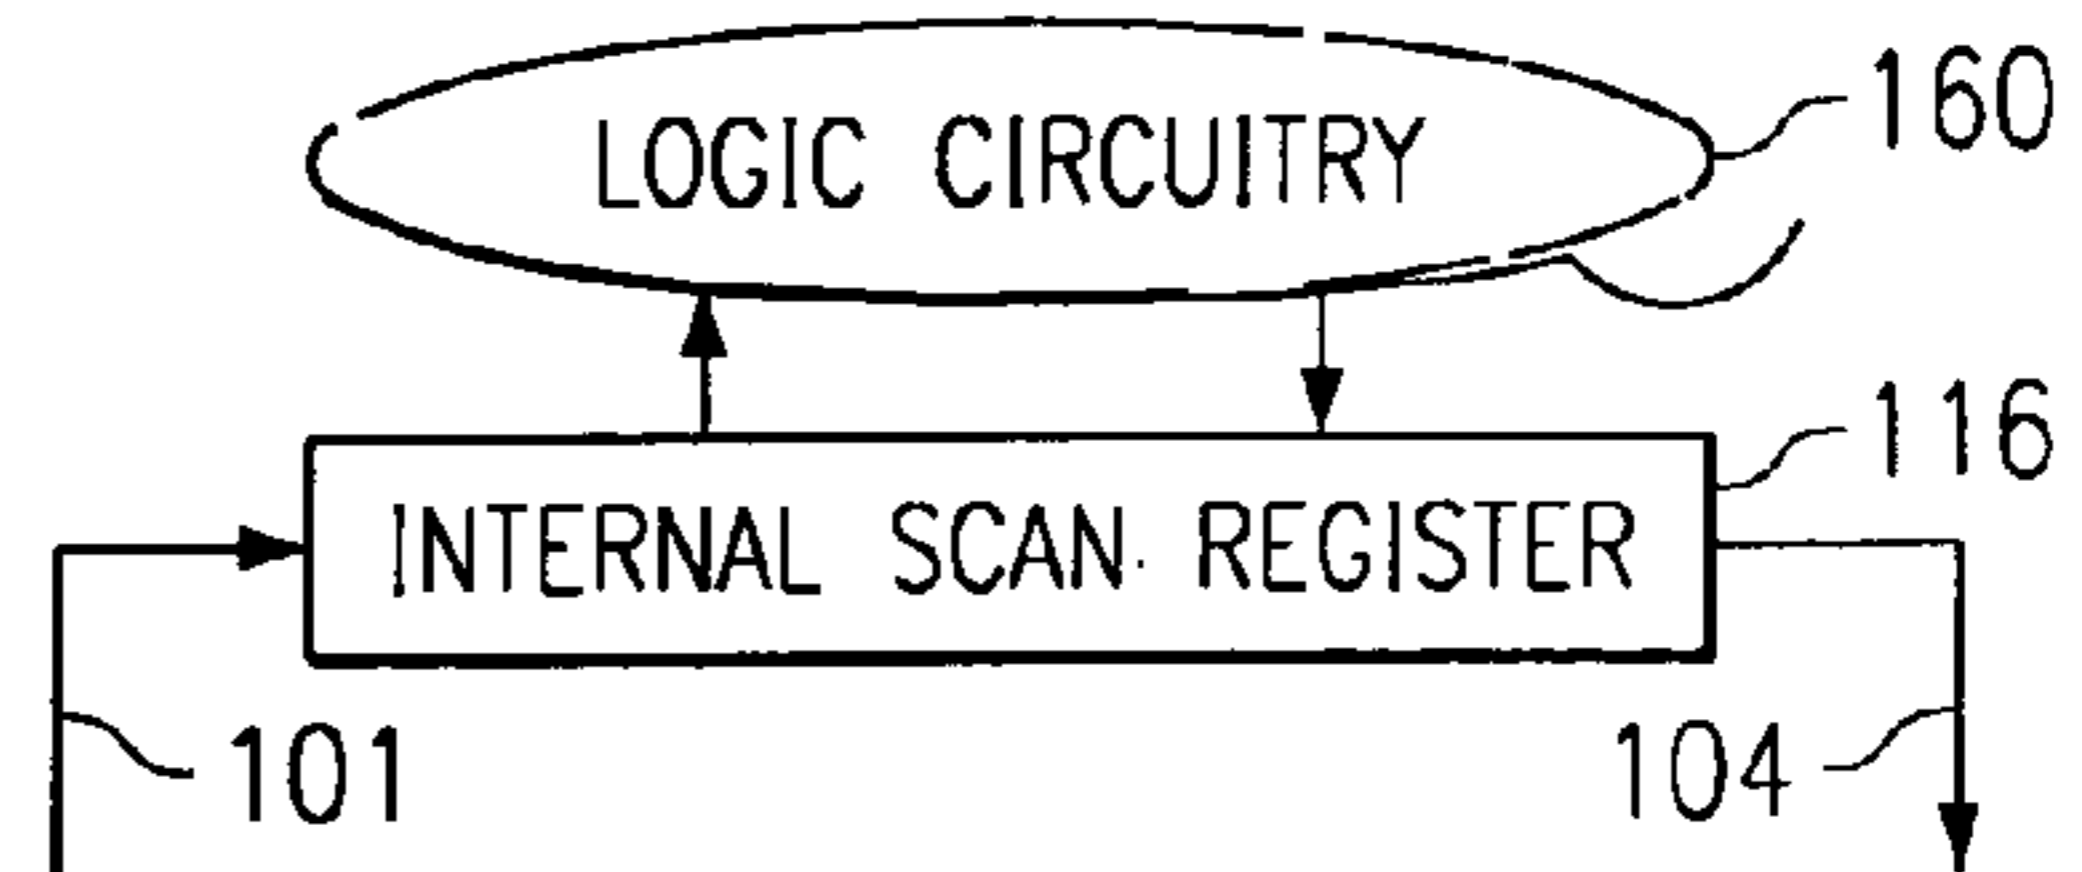 LOGIC CIRCUITRY
160
116
INTERNAL SCAN REGISTER
101
104